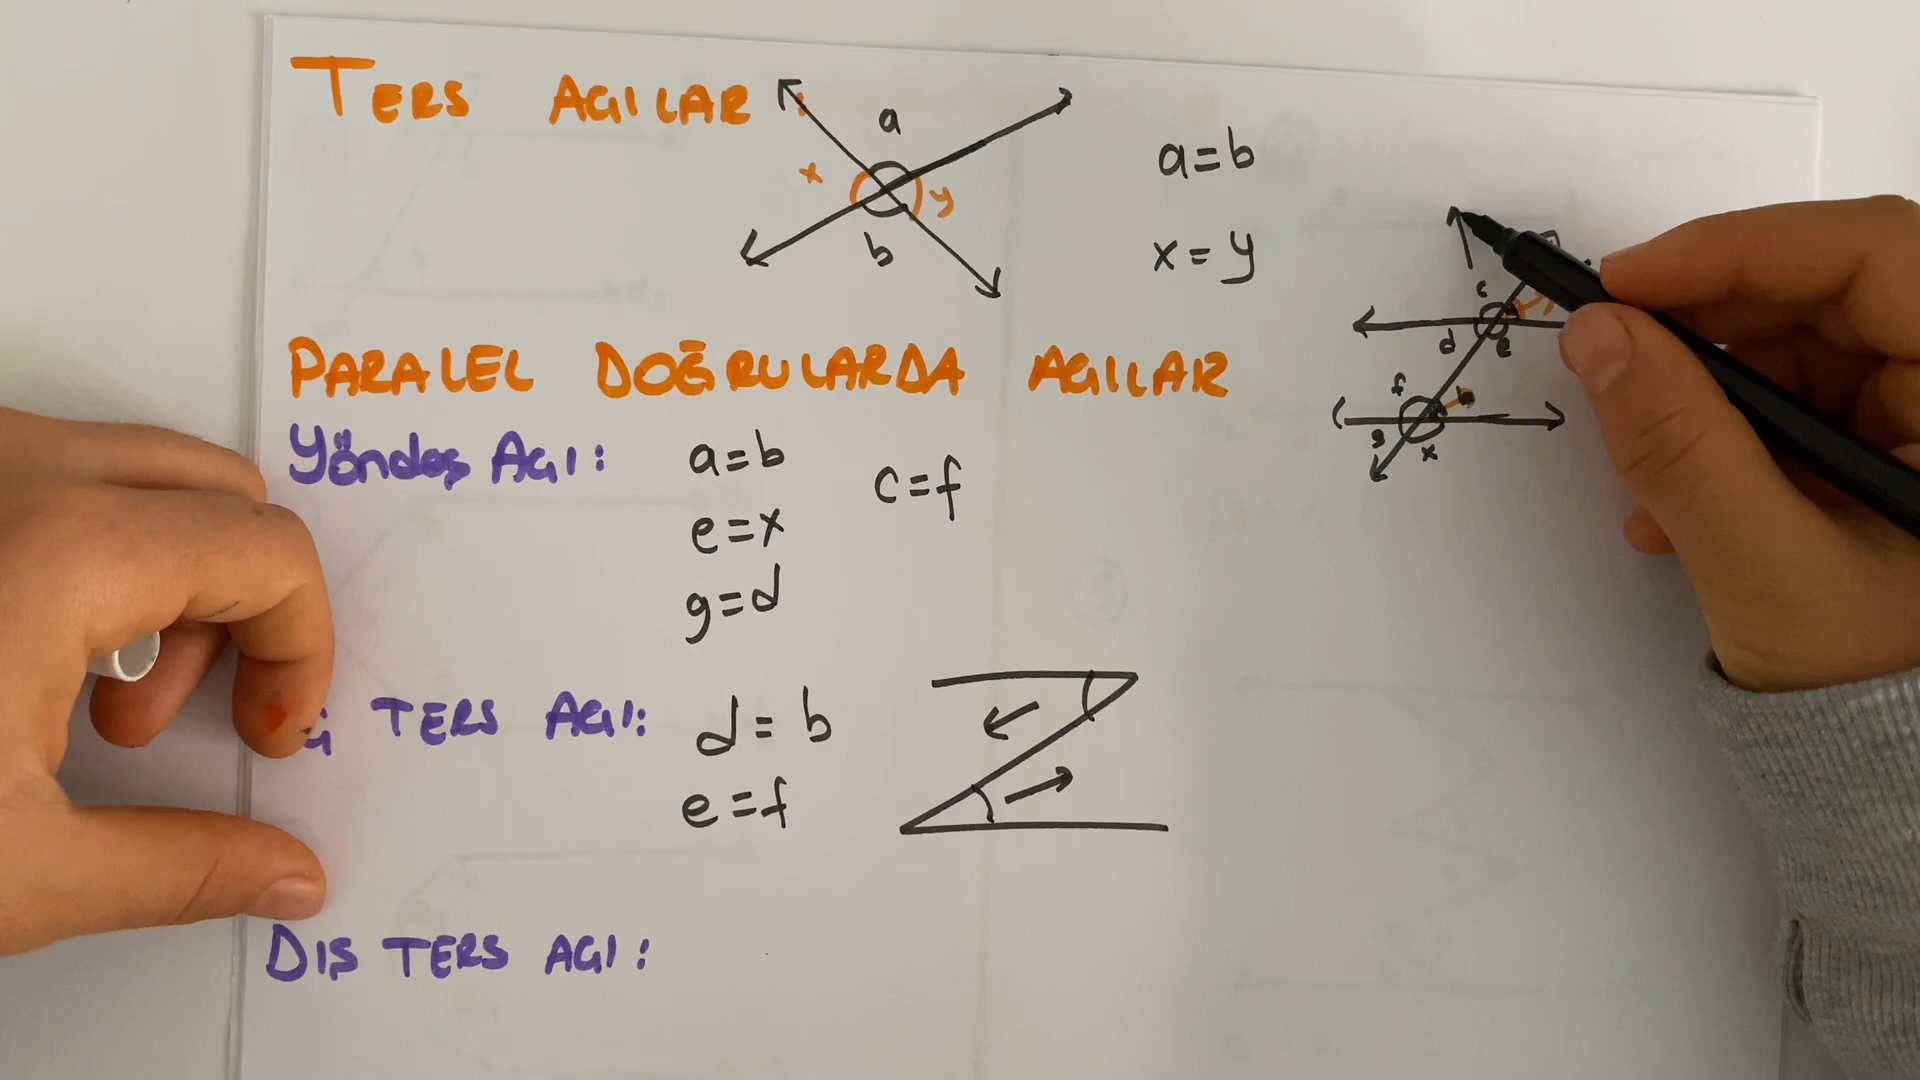 TERS AÇILAR
a
x
y
b
a=b
x=y
c
d
e
f
b
g
x
PARALEL DOĞRULARDA AÇILAR
Yöndeş Açı:
a=b
c=f
e=x
g=d
TERS AÇI:
d=b
e=f
DIŞ TERS AÇI: